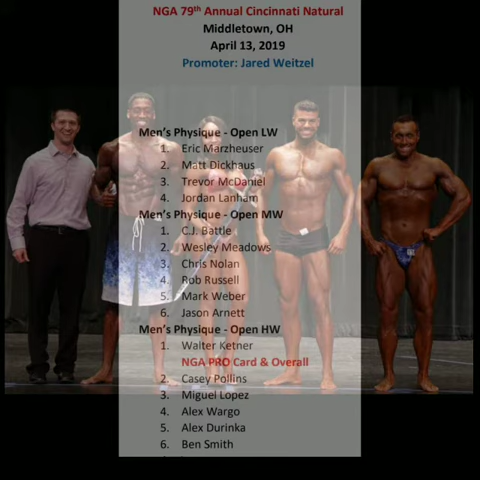 NGA 79th Annual Cincinnati Natural
Middletown, OH
April 13, 2019
Promoter: Jared Weitzel
Men's Physique - Open LW
1. Eric Marzheuser
2. Matt Dickhaus
3. Trevor McDaniel
4. Jordan Lanham
Men's Physique - Open MW
1. C.J. Battle
2. Wesley Meadows
3. Chris Nolan
4. Rob Russell
5. Mark Weber
6. Jason Arnett
Men's Physique - Open HW
1. Walter Ketner
NGA PRO Card & Overall
2. Casey Pollins
3. Miguel Lopez
4. Alex Wargo
5. Alex Durinka
6. Ben Smith